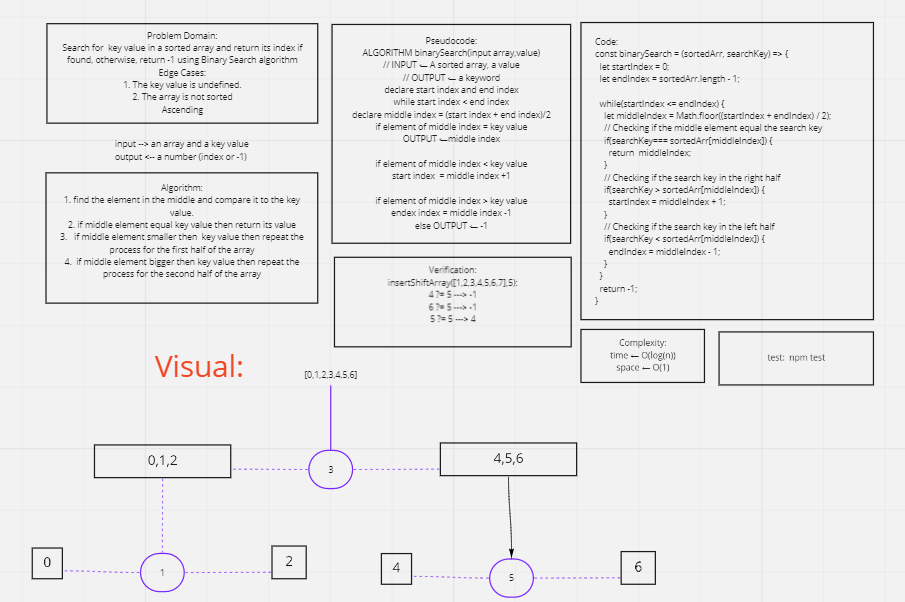 Problem Domain:
Search for key value in a sorted array and return its index if
found, otherwise, return -1 using Binary Search algorithm
Edge Cases:
1. The key value is undefined.
2. The array is not sorted
Ascending
input --> an array and a key value
output <-- a number (index or -1)
Algorithm:
1. find the element in the middle and compare it to the key
value.
2. if middle element equal key value then return its value
3. if middle element smaller then key value then repeat the
process for the first half of the array
4. if middle element bigger then key value then repeat the
process for the second half of the array
Pseudocode:
ALGORITHM binarySearch(input array,value)
// INPUT ← A sorted array, a value
// OUTPUT ← a keyword
declare start index and end index
while start index < end index
declare middle index = (start index + end index)/2
if element of middle index = key value
OUTPUT ←middle index
if element of middle index < key value
start index = middle index +1
if element of middle index > key value
endex index = middle index -1
else OUTPUT ← -1
Verification:
insertShiftArray([1,2,3,4,5,6,7],5):
4 ?= 5 ---> -1
6 ?= 5 ---> -1
5 ?= 5 ---> 4
Code:
const binarySearch = (sortedArr, searchKey) => {
let startIndex = 0;
let endIndex = sortedArr.length - 1;
while(startIndex <= endIndex) {
let middleIndex = Math.floor((startIndex + endIndex) / 2);
// Checking if the middle element equal the search key
if(searchKey=== sortedArr[middleIndex]) {
return middleIndex;
}
// Checking if the search key in the right half
if(searchKey > sortedArr[middleIndex]) {
startIndex = middleIndex + 1;
}
// Checking if the search key in the left half
if(searchKey < sortedArr[middleIndex]) {
endIndex = middleIndex - 1;
}
}
return -1;
}
Complexity:
time ← O(log(n))
space ← O(1)
test: npm test
Visual:
[0,1,2,3,4,5,6]
0,1,2
3
4,5,6
0
1
2
4
5
6